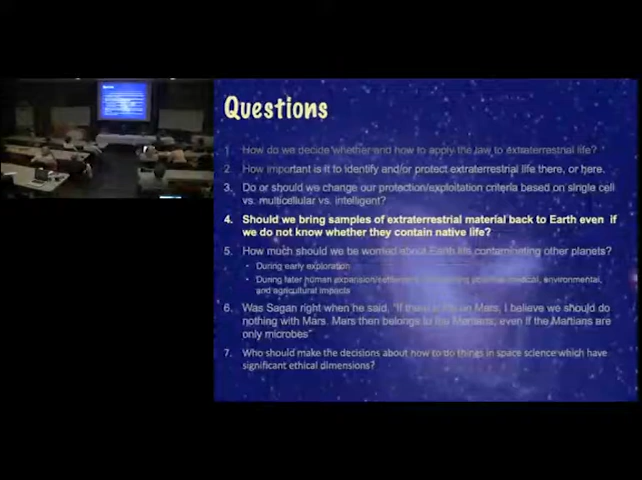 Questions
1. How do we decide whether and how to apply the law to extraterrestrial life?
2. How important is it to identify and/or protect extraterrestrial life there, or here.
3. Do or should we change our protection/exploitation criteria based on single cell
vs. multicellular vs. intelligent?
4. Should we bring samples of extraterrestrial material back to Earth even if
we do not know whether they contain native life?
5. How much should we be worried about Earth life contaminating other planets?
• During early exploration
• During later human expansion/settlement, medical, environmental,
and agricultural impacts
6. Was Sagan right when he said, "If there is life on Mars, I believe we should do
nothing with Mars. Mars then belongs to the Martians, even if the Martians are
only microbes"
7. Who should make the decisions about how to do things in space science which have
significant ethical dimensions?